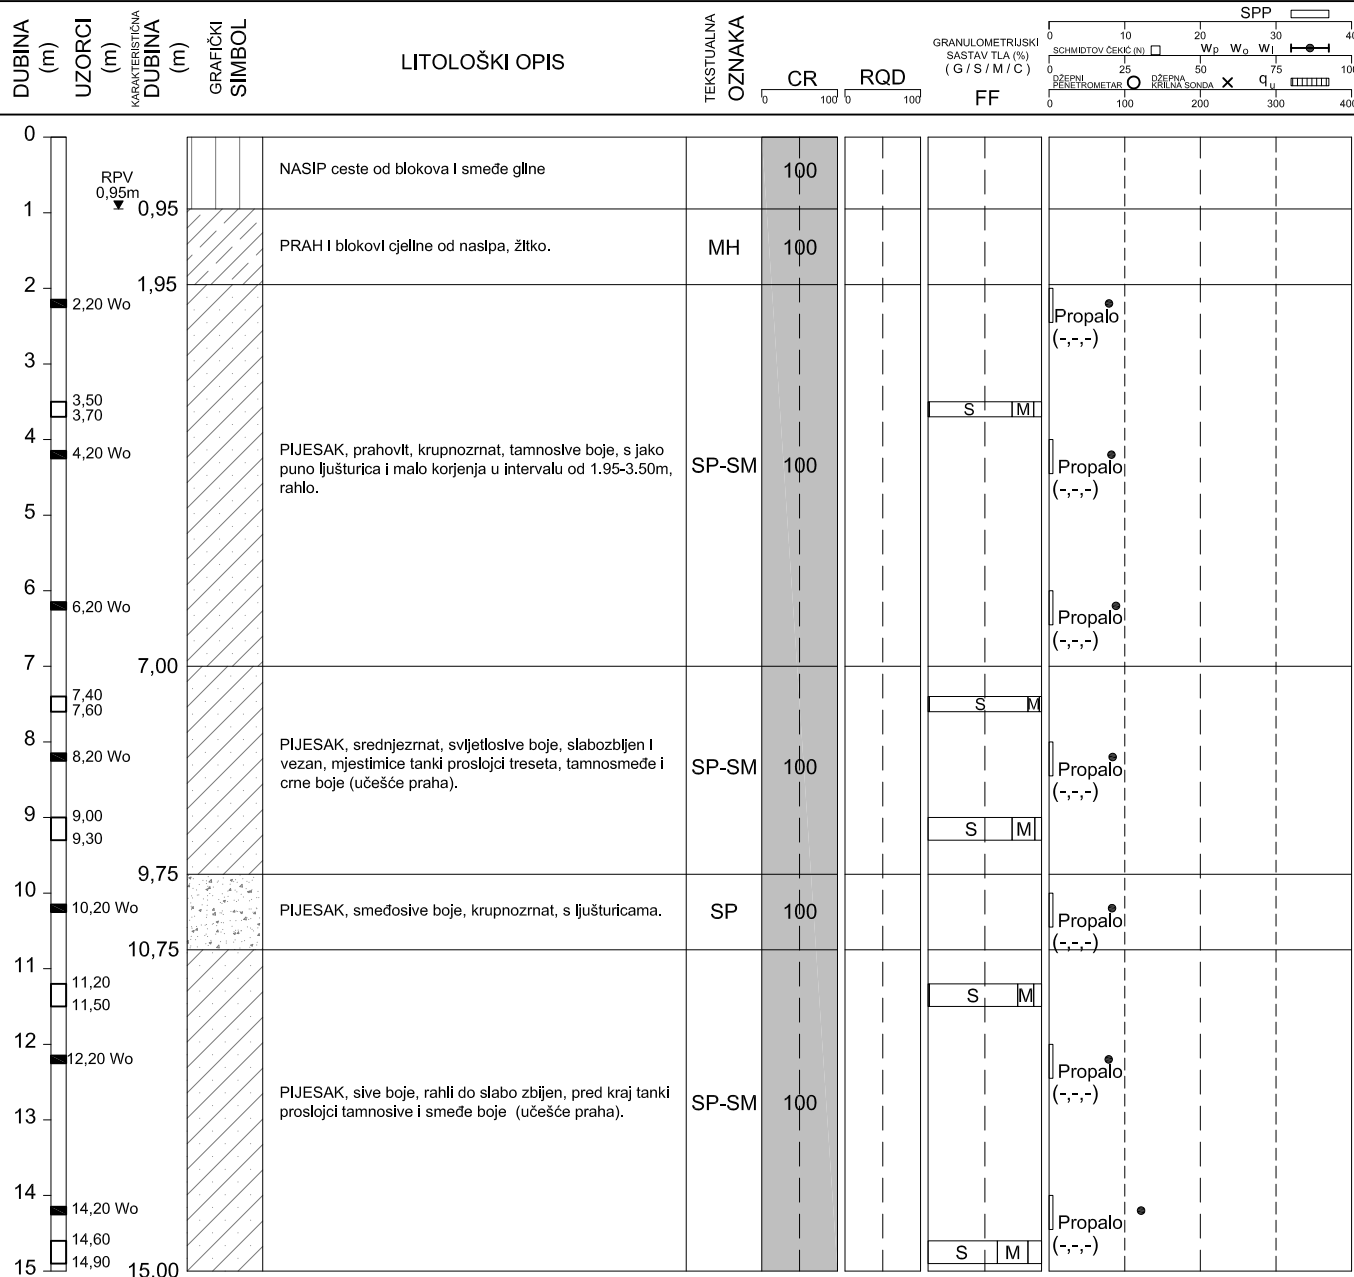 DUBINA
(m)
UZORCI
(m)
KARAKTERISTIČNA
DUBINA
(m)
GRAFIČKI
SIMBOL
LITOLOŠKI OPIS
TEKSTUALNA
OZNAKA
CR
0 100
RQD
0 100
GRANULOMETRIJSKI
SASTAV TLA (%)
( G / S / M / C )
FF
SPP
0 10 20 30 40
SCHMIDTOV ČEKIĆ (N)
wp wo wl
0 25 50 75 100
DŽEPNI
PENETROMETAR
DŽEPNA
KRILNA SONDA
qu
0 100 200 300 400
0
NASIP ceste od blokova i smeđe gline
100
RPV
0,95m
1
0,95
PRAH i blokovi cjeline od nasipa, žitko.
MH
100
2
1,95
2,20 Wo
Propalo
(-,-,-)
3
3,50
3,70
S M
4
4,20 Wo
PIJESAK, prahovit, krupnozrnat, tamnosive boje, s jako
puno ljušturica i malo korjenja u intervalu od 1.95-3.50m,
rahlo.
SP-SM
100
Propalo
(-,-,-)
5
6
6,20 Wo
Propalo
(-,-,-)
7
7,00
7,40
7,60
S M
8
8,20 Wo
PIJESAK, srednjezrnat, svijetlosive boje, slabozbijen i
vezan, mjestimice tanki proslojci treseta, tamnosmeđe i
crne boje (učešće praha).
SP-SM
100
Propalo
(-,-,-)
9
9,00
9,30
S M
9,75
10
10,20 Wo
PIJESAK, smeđosive boje, krupnozrnat, s ljušturicama.
SP
100
Propalo
(-,-,-)
10,75
11
11,20
11,50
S M
12
12,20 Wo
Propalo
(-,-,-)
13
PIJESAK, sive boje, rahli do slabo zbijen, pred kraj tanki
proslojci tamnosive i smeđe boje (učešće praha).
SP-SM
100
14
14,20 Wo
Propalo
(-,-,-)
14,60
14,90
S M
15
15.00